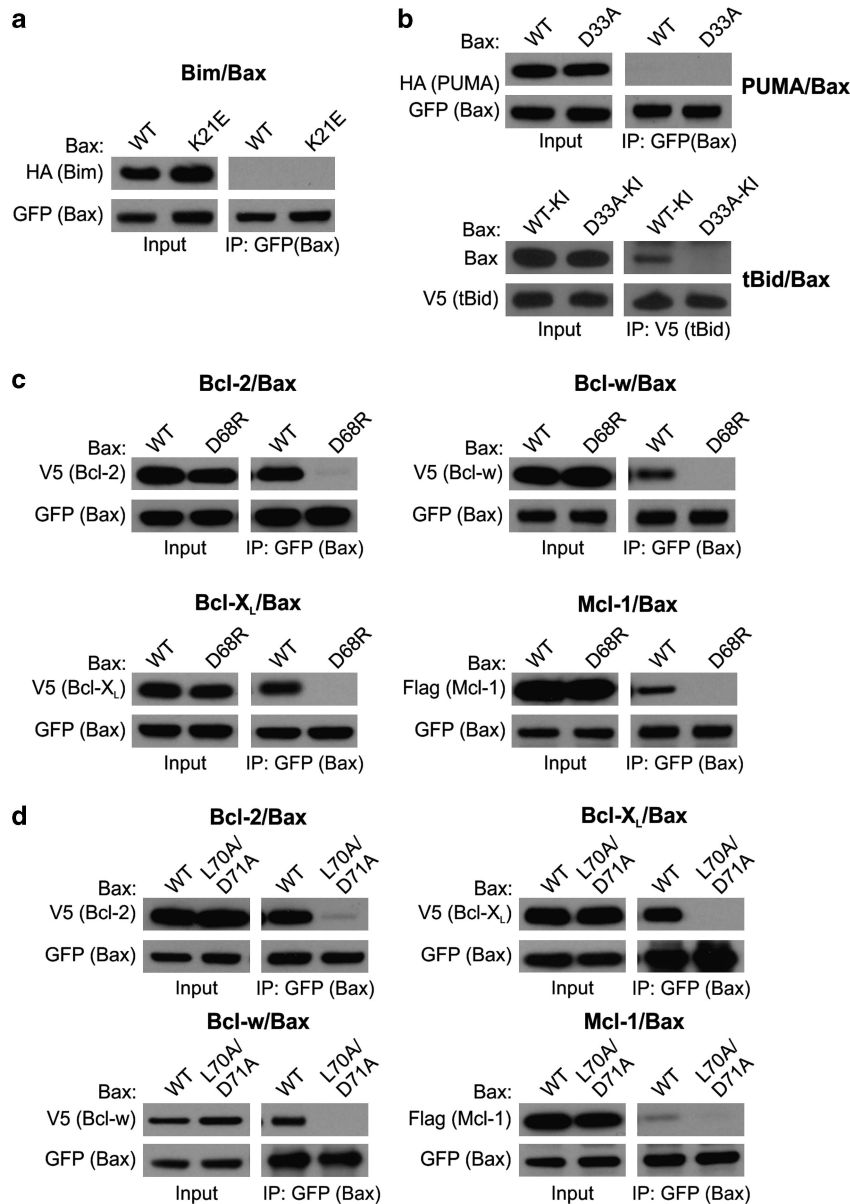 a
Bim/Bax
Bax: WT K21E WT K21E
HA (Bim)
GFP (Bax)
Input IP: GFP(Bax)
b
Bax: WT D33A WT D33A
HA (PUMA)
GFP (Bax)
PUMA/Bax
Input IP: GFP(Bax)
Bax: WT-KI D33A-KI WT-KI D33A-KI
Bax
V5 (tBid)
tBid/Bax
Input IP: V5 (tBid)
c
Bcl-2/Bax
Bax: WT D68R WT D68R
V5 (Bcl-2)
GFP (Bax)
Input IP: GFP (Bax)
Bcl-w/Bax
Bax: WT D68R WT D68R
V5 (Bcl-w)
GFP (Bax)
Input IP: GFP (Bax)
Bcl-XL/Bax
Bax: WT D68R WT D68R
V5 (Bcl-XL)
GFP (Bax)
Input IP: GFP (Bax)
Mcl-1/Bax
Bax: WT D68R WT D68R
Flag (Mcl-1)
GFP (Bax)
Input IP: GFP (Bax)
d
Bcl-2/Bax
Bax: WT L70A/D71A WT L70A/D71A
V5 (Bcl-2)
GFP (Bax)
Input IP: GFP (Bax)
Bcl-XL/Bax
Bax: WT L70A/D71A WT L70A/D71A
V5 (Bcl-XL)
GFP (Bax)
Input IP: GFP (Bax)
Bcl-w/Bax
Bax: WT L70A/D71A WT L70A/D71A
V5 (Bcl-w)
GFP (Bax)
Input IP: GFP (Bax)
Mcl-1/Bax
Bax: WT L70A/D71A WT L70A/D71A
Flag (Mcl-1)
GFP (Bax)
Input IP: GFP (Bax)